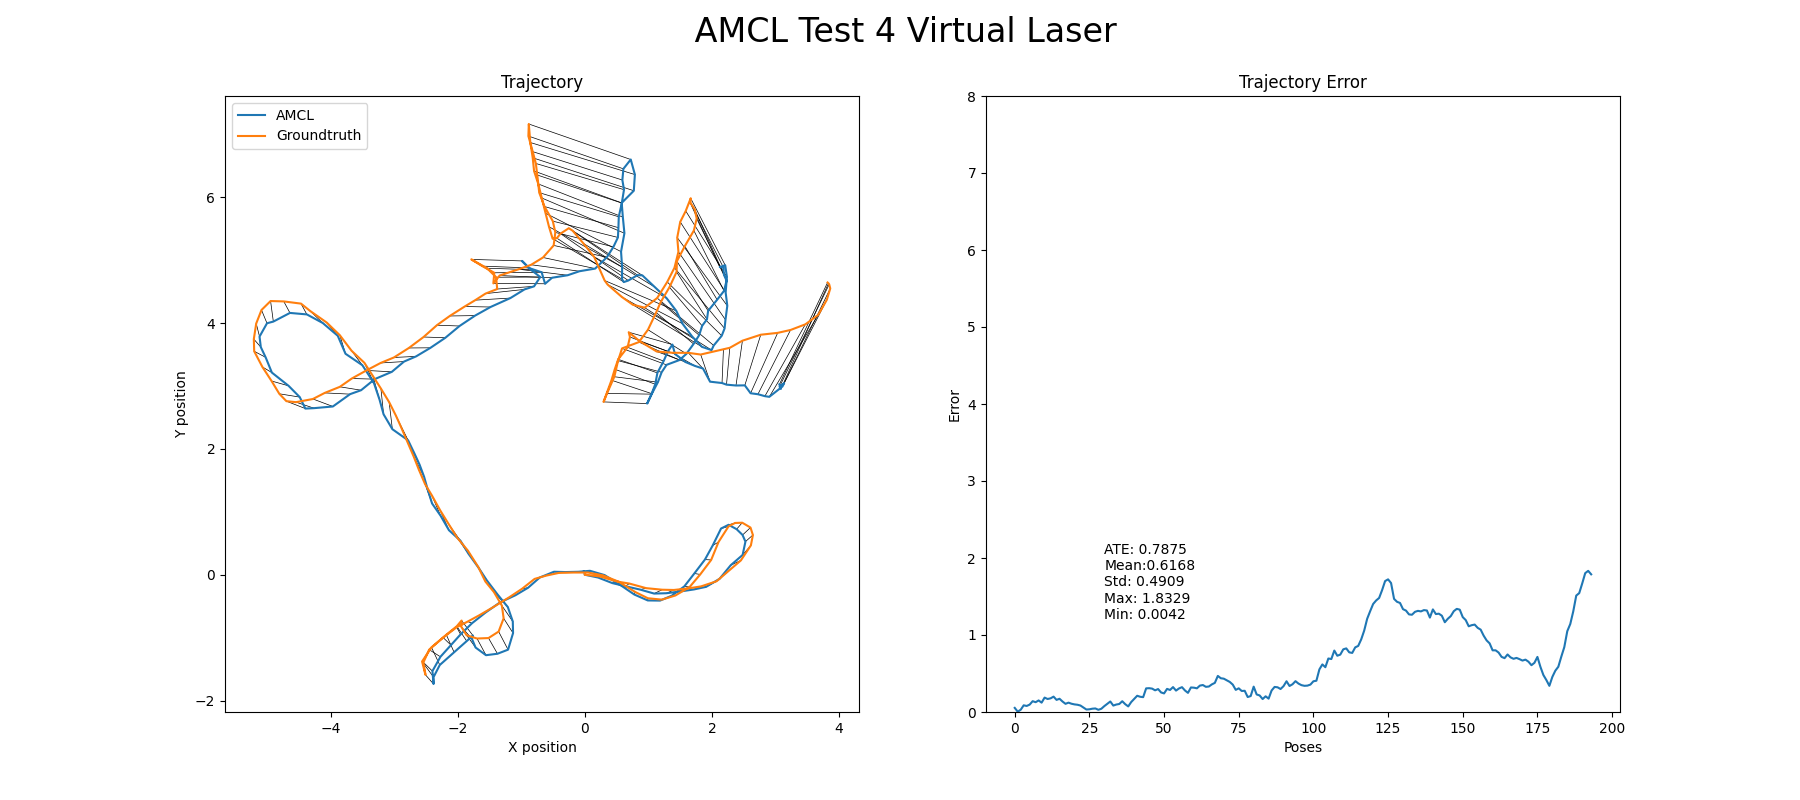 AMCL Test 4 Virtual Laser
Trajectory
AMCL
Groundtruth
6
4
2
0
−2
−4
−2
0
2
4
X position
Y position
Trajectory Error
8
7
6
5
4
3
2
1
0
ATE: 0.7875
Mean:0.6168
Std: 0.4909
Max: 1.8329
Min: 0.0042
0
25
50
75
100
125
150
175
200
Poses
Error